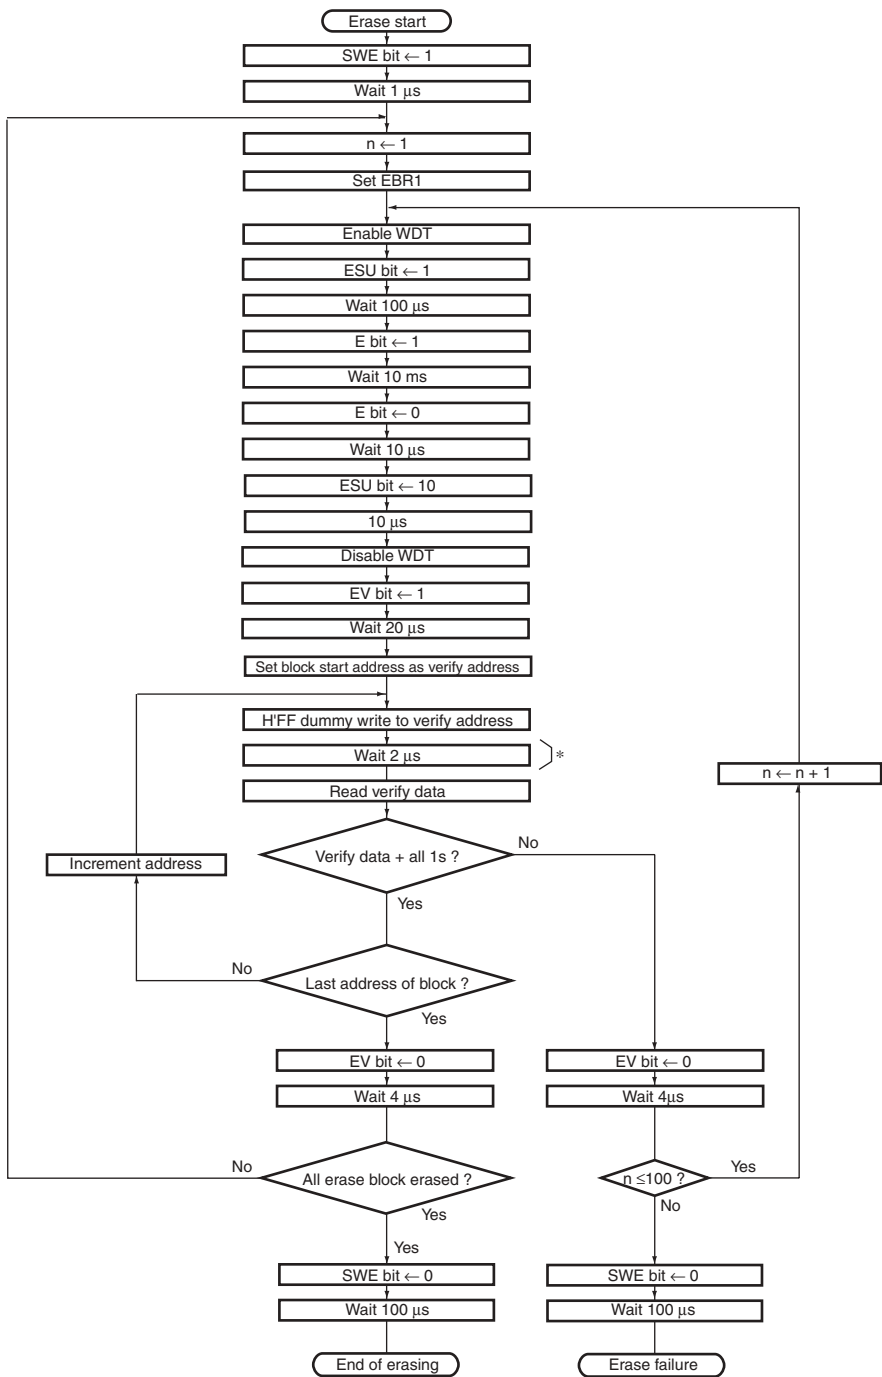 Erase start
SWE bit ← 1
Wait 1 μs
n ← 1
Set EBR1
Enable WDT
ESU bit ← 1
Wait 100 μs
E bit ← 1
Wait 10 ms
E bit ← 0
Wait 10 μs
ESU bit ← 10
10 μs
Disable WDT
EV bit ← 1
Wait 20 μs
Set block start address as verify address
H'FF dummy write to verify address
Wait 2 μs
*
n ← n + 1
Read verify data
Verify data + all 1s ?
No
Increment address
Yes
No
Last address of block ?
Yes
EV bit ← 0
EV bit ← 0
Wait 4 μs
Wait 4μs
No
All erase block erased ?
n ≤100 ?
Yes
Yes
No
Yes
SWE bit ← 0
SWE bit ← 0
Wait 100 μs
Wait 100 μs
End of erasing
Erase failure